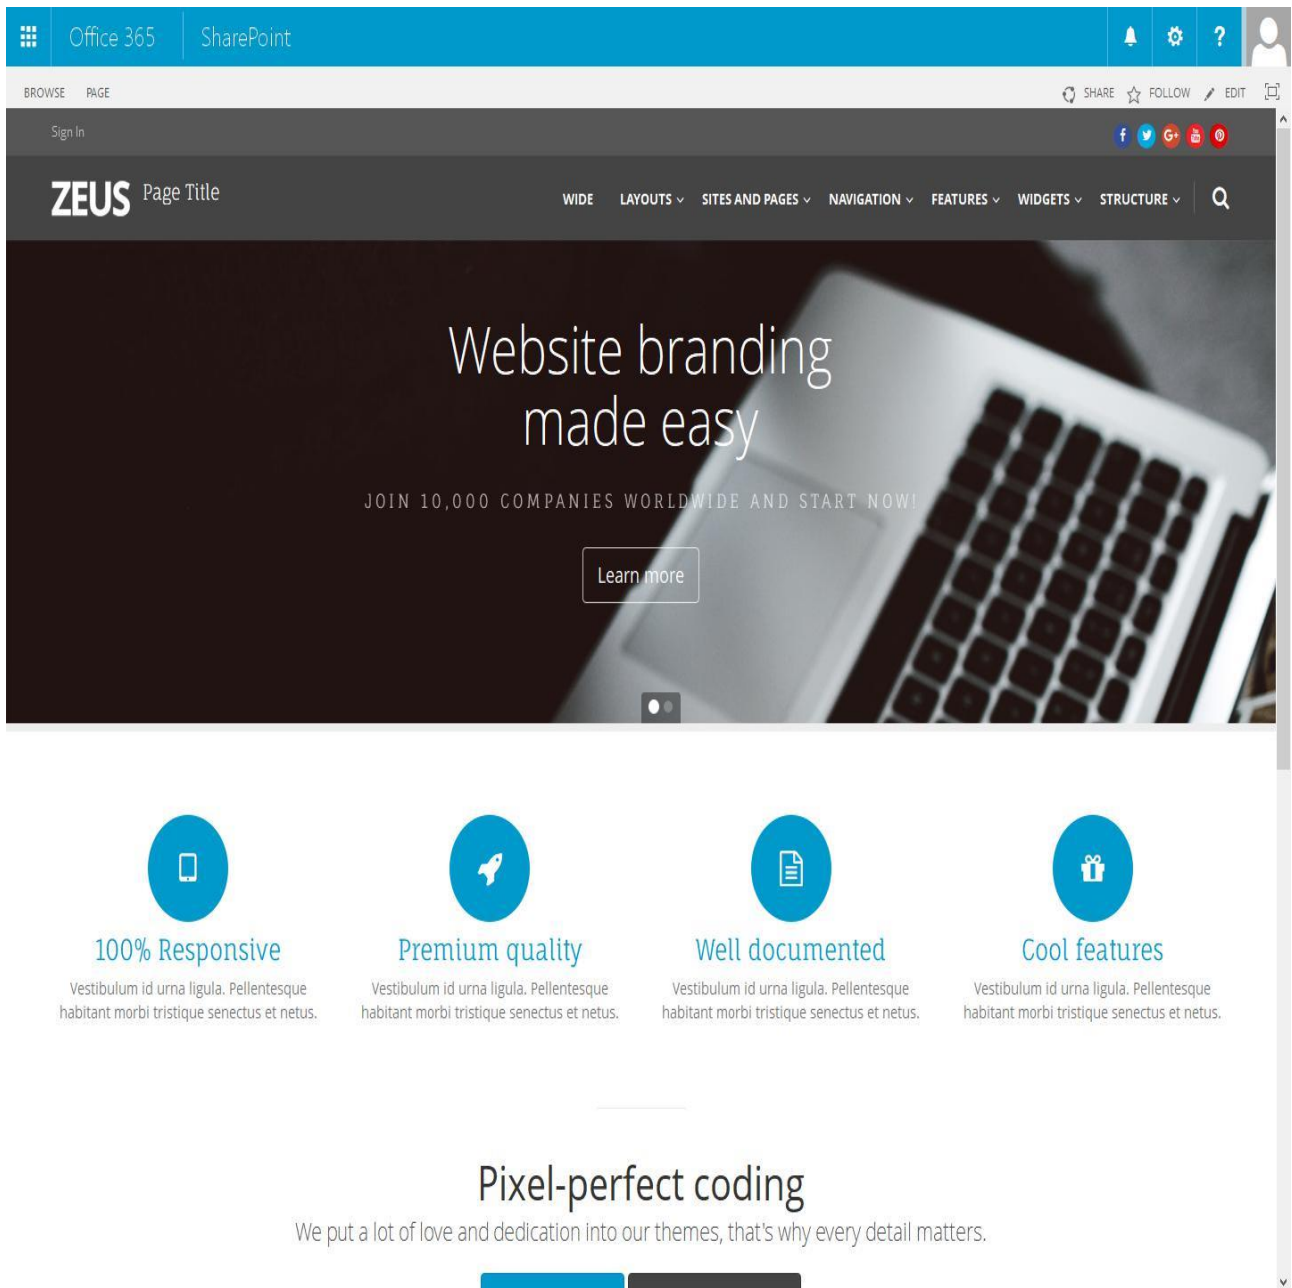 Office 365 SharePoint ?
BROWSE PAGE SHARE FOLLOW EDIT
Sign In
ZEUS Page Title WIDE LAYOUTS SITES AND PAGES NAVIGATION FEATURES WIDGETS STRUCTURE
Website branding
made easy
JOIN 10,000 COMPANIES WORLDWIDE AND START NOW!
Learn more
100% Responsive
Vestibulum id urna ligula. Pellentesque
habitant morbi tristique senectus et netus.
Premium quality
Vestibulum id urna ligula. Pellentesque
habitant morbi tristique senectus et netus.
Well documented
Vestibulum id urna ligula. Pellentesque
habitant morbi tristique senectus et netus.
Cool features
Vestibulum id urna ligula. Pellentesque
habitant morbi tristique senectus et netus.
Pixel-perfect coding
We put a lot of love and dedication into our themes, that's why every detail matters.